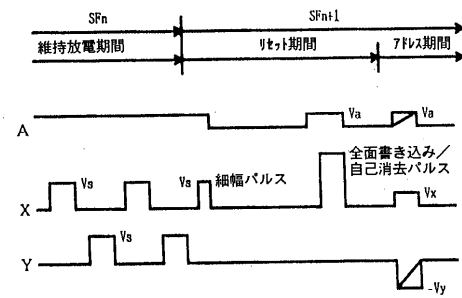 SFn
SFn+1
維持放電期間
リセット期間
アドレス期間
A
Va
Va
X
Vs
Vs
細幅パルス
全面書き込み／
自己消去パルス
Vx
Y
Vs
-Vy